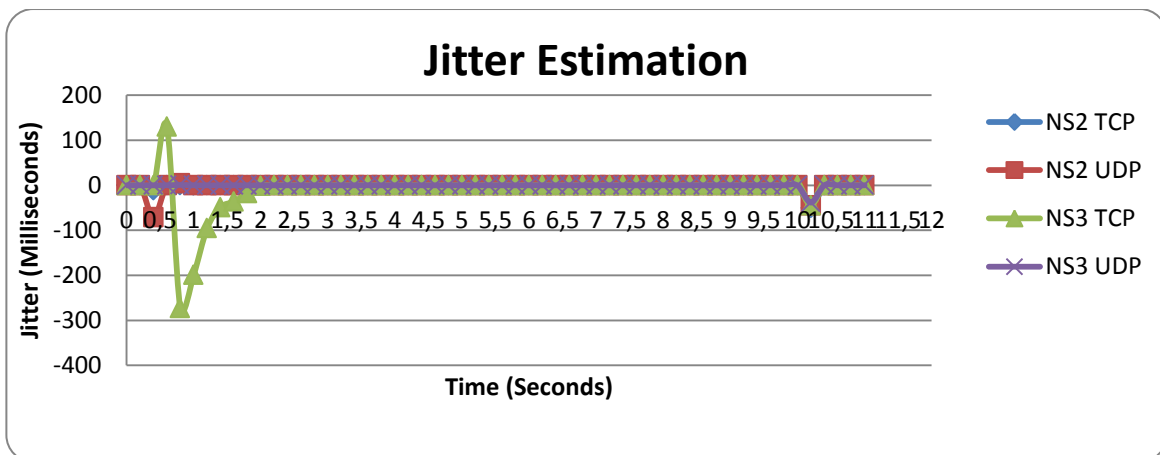 Jitter Estimation
200
100
0
-100
-200
-300
-400
Jitter (Milliseconds)
0 0,5 1 1,5 2 2,5 3 3,5 4 4,5 5 5,5 6 6,5 7 7,5 8 8,5 9 9,5 10 10,5 11 11,5 12
Time (Seconds)
NS2 TCP
NS2 UDP
NS3 TCP
NS3 UDP